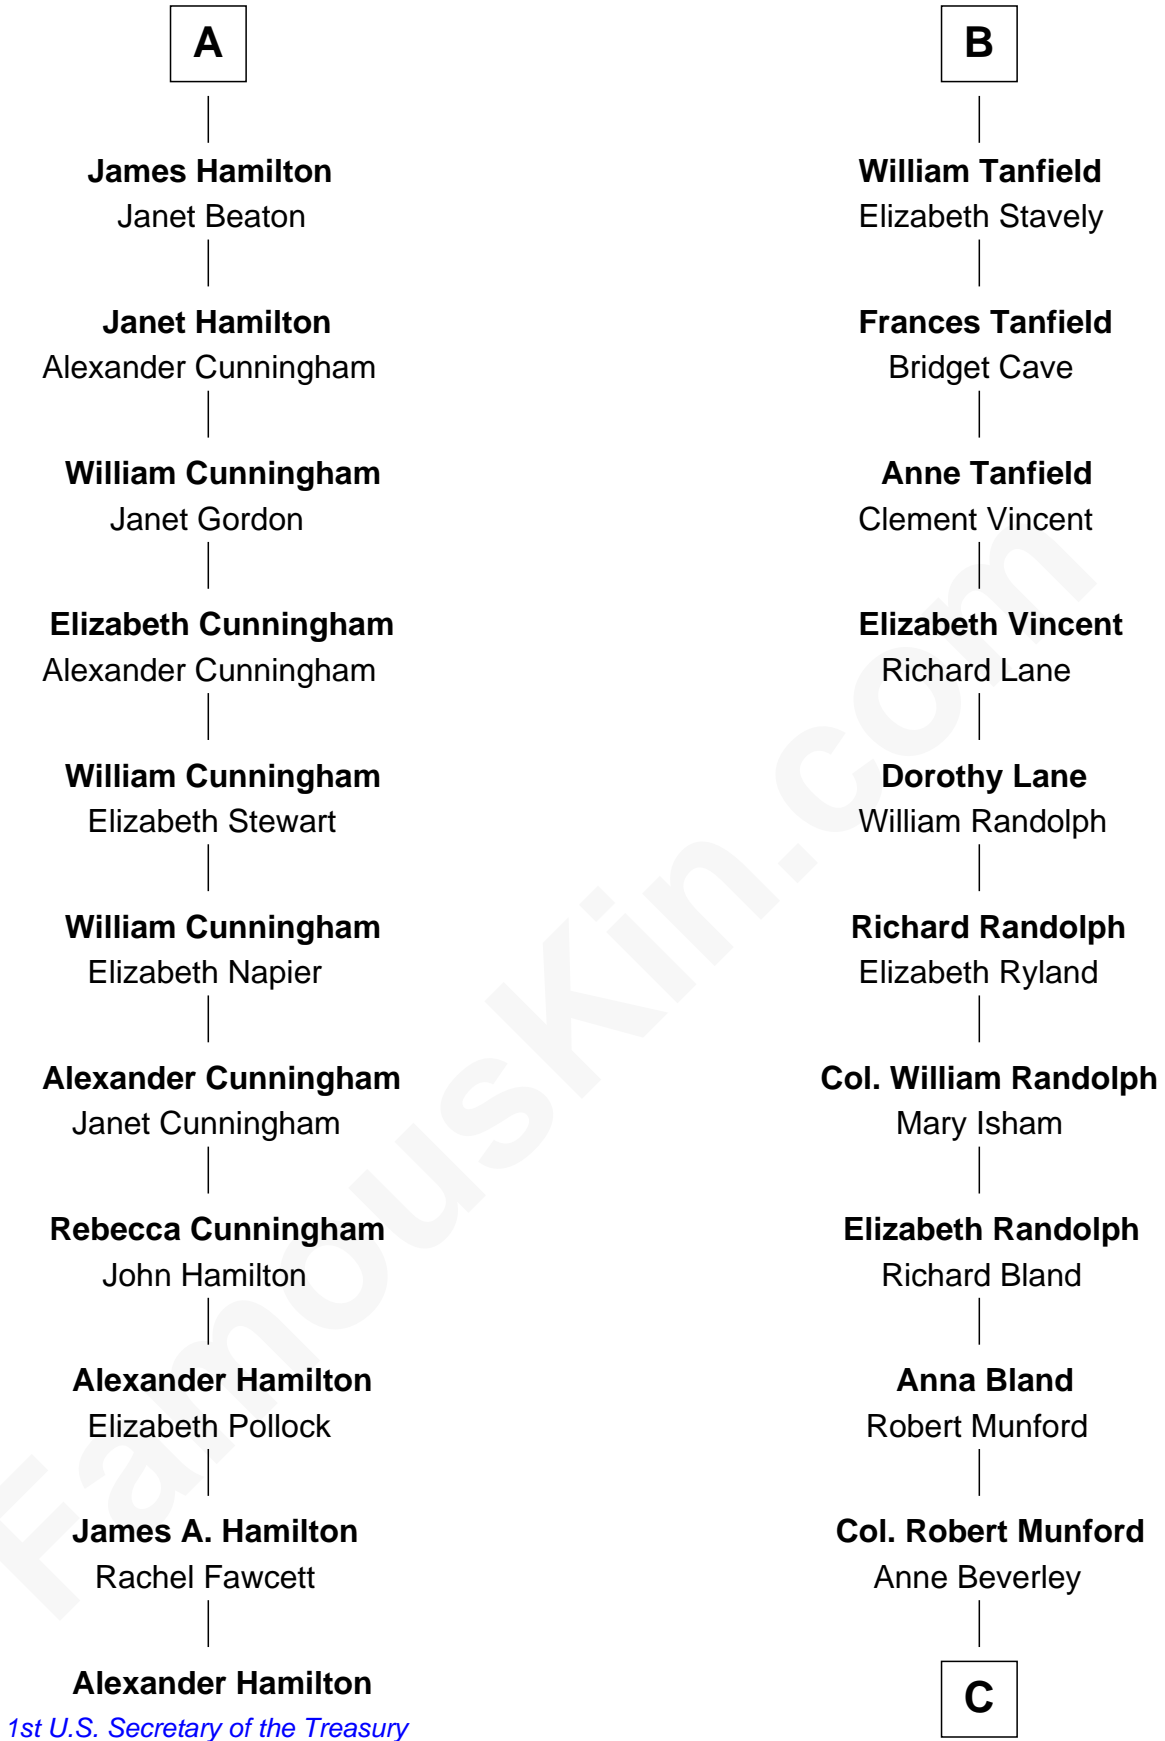 A
James Hamilton
Janet Beaton
Janet Hamilton
Alexander Cunningham
William Cunningham
Janet Gordon
Elizabeth Cunningham
Alexander Cunningham
William Cunningham
Elizabeth Stewart
William Cunningham
Elizabeth Napier
Alexander Cunningham
Janet Cunningham
Rebecca Cunningham
John Hamilton
Alexander Hamilton
Elizabeth Pollock
James A. Hamilton
Rachel Fawcett
Alexander Hamilton
1st U.S. Secretary of the Treasury
B
William Tanfield
Elizabeth Stavely
Frances Tanfield
Bridget Cave
Anne Tanfield
Clement Vincent
Elizabeth Vincent
Richard Lane
Dorothy Lane
William Randolph
Richard Randolph
Elizabeth Ryland
Col. William Randolph
Mary Isham
Elizabeth Randolph
Richard Bland
Anna Bland
Robert Munford
Col. Robert Munford
Anne Beverley
C
FamousKin.com